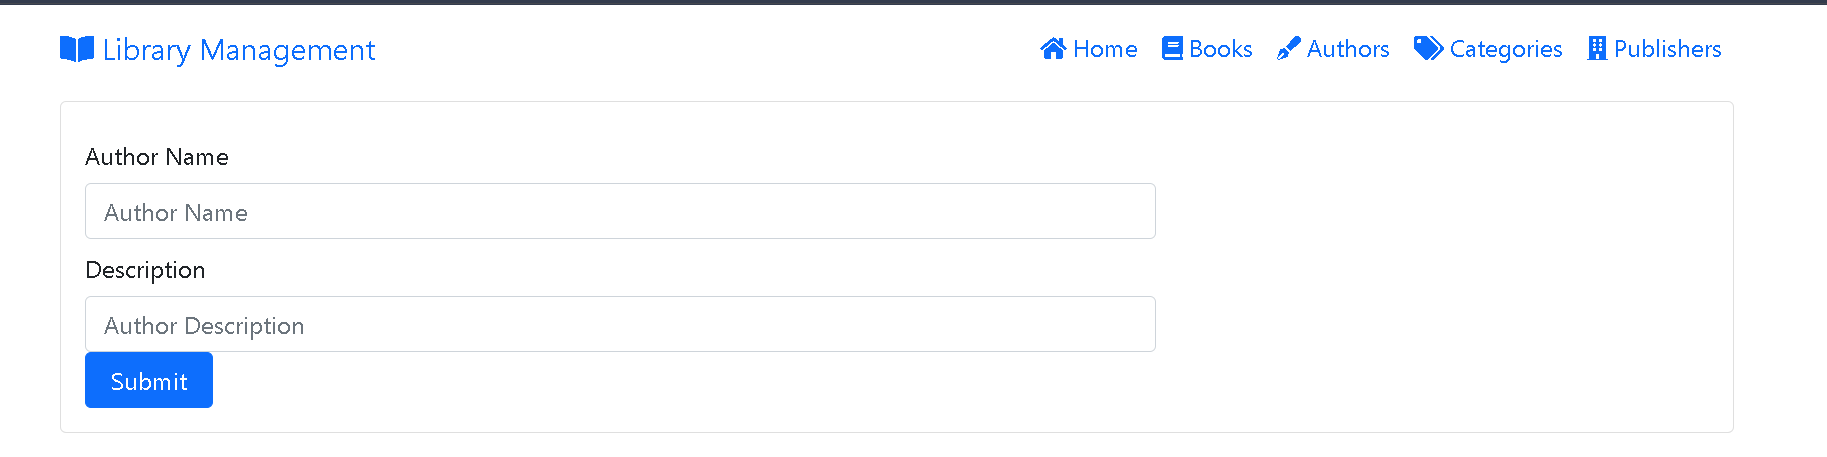 Library Management
Home Books Authors Categories Publishers
Author Name
Author Name
Description
Author Description
Submit